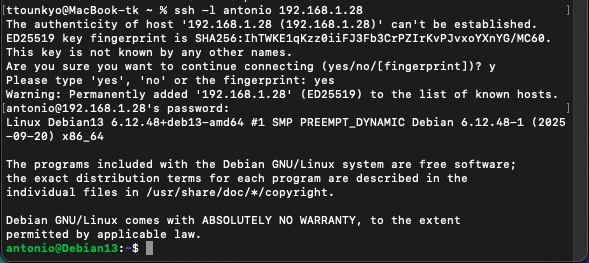 [ttounkyo@MacBook-tk ~ % ssh -l antonio 192.168.1.28 ]
The authenticity of host '192.168.1.28 (192.168.1.28)' can't be established.
ED25519 key fingerprint is SHA256:IhTWKE1qKzz0iiFJ3Fb3CrPZIrKvPJvxoYXnYG/MC60.
This key is not known by any other names.
Are you sure you want to continue connecting (yes/no/[fingerprint])? y
Please type 'yes', 'no' or the fingerprint: yes
Warning: Permanently added '192.168.1.28' (ED25519) to the list of known hosts.
[antonio@192.168.1.28's password: ]
Linux Debian13 6.12.48+deb13-amd64 #1 SMP PREEMPT_DYNAMIC Debian 6.12.48-1 (2025
-09-20) x86_64
The programs included with the Debian GNU/Linux system are free software;
the exact distribution terms for each program are described in the
individual files in /usr/share/doc/*/copyright.
Debian GNU/Linux comes with ABSOLUTELY NO WARRANTY, to the extent
permitted by applicable law.
antonio@Debian13:~$